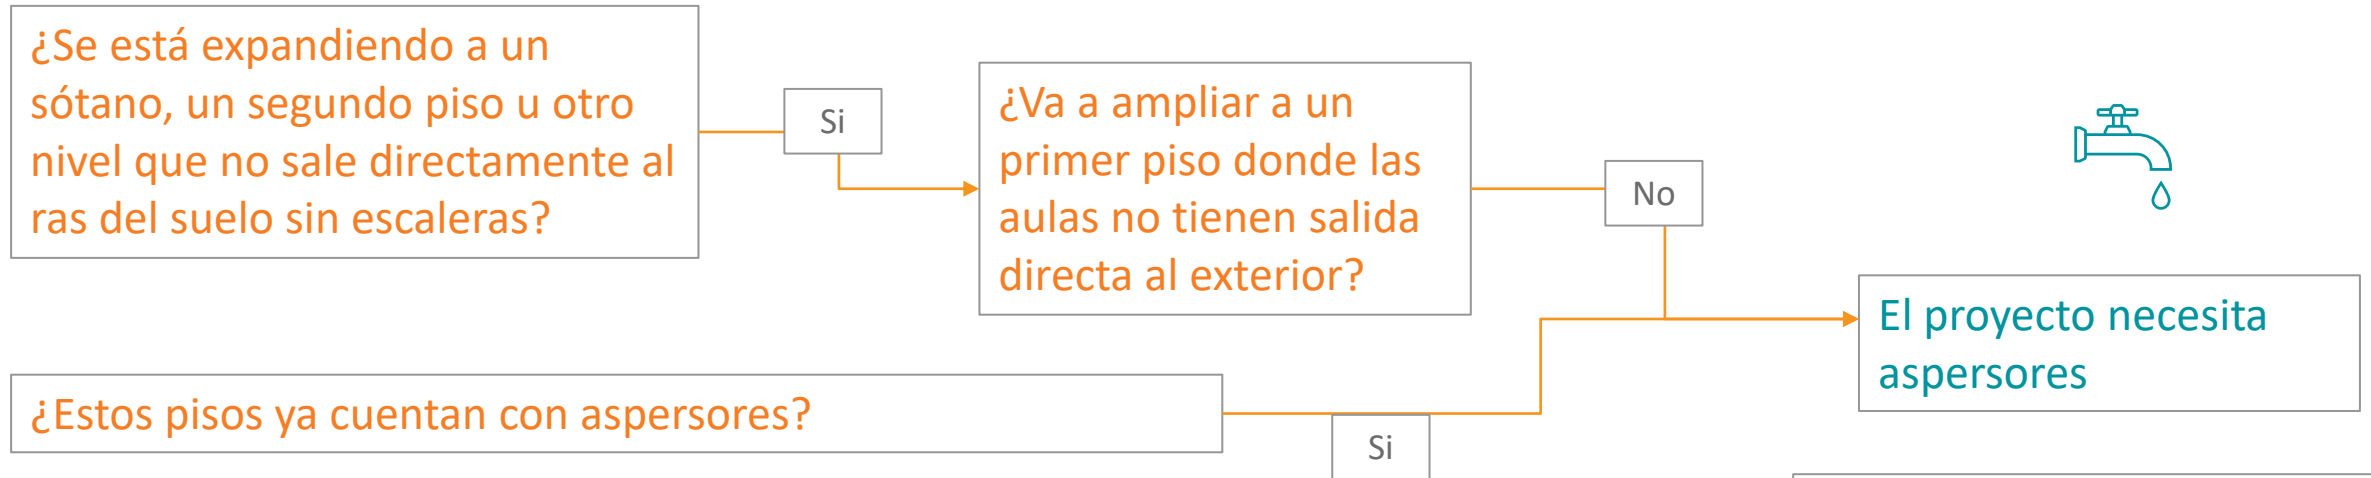 ¿Se está expandiendo a un
sótano, un segundo piso u otro
nivel que no sale directamente al
ras del suelo sin escaleras?
Si
¿Va a ampliar a un
primer piso donde las
aulas no tienen salida
directa al exterior?
No
El proyecto necesita
aspersores
¿Estos pisos ya cuentan con aspersores?
Si